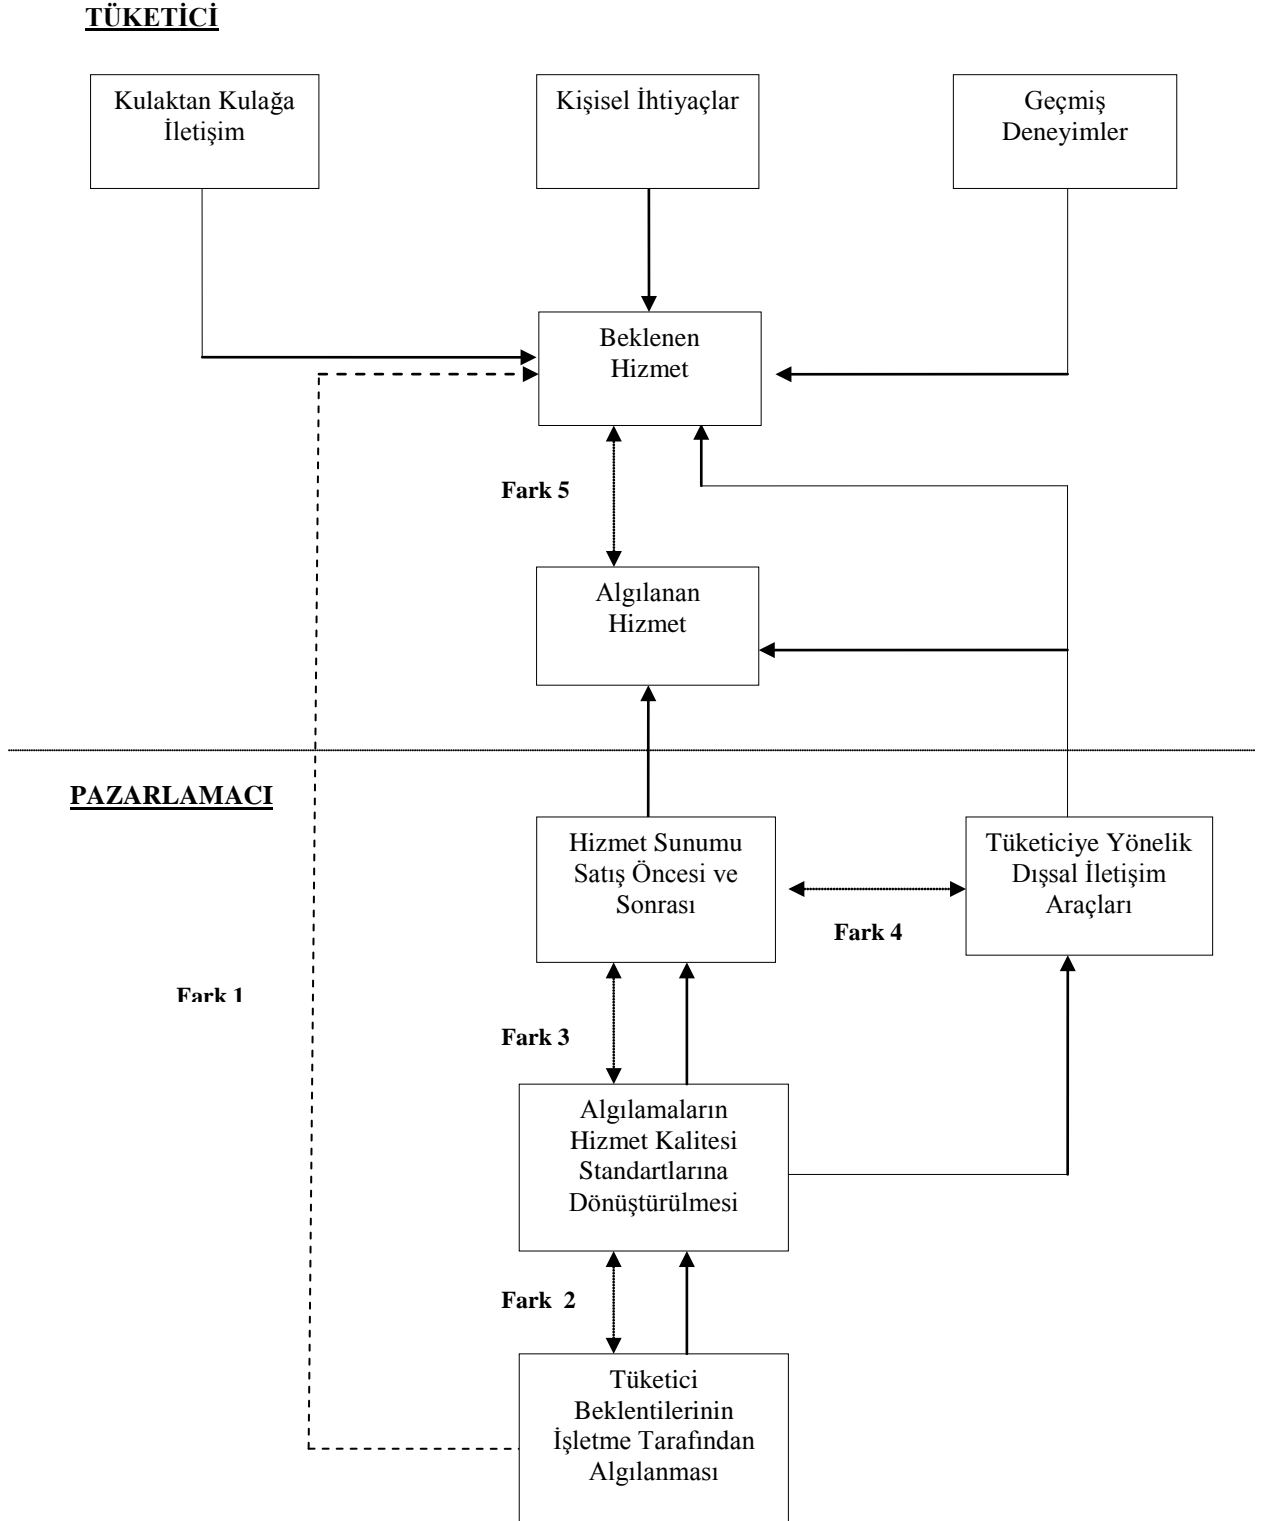 TÜKETİCİ
Kulaktan Kulağa
İletişim
Kişisel İhtiyaçlar
Geçmiş
Deneyimler
Beklenen
Hizmet
Fark 5
Algılanan
Hizmet
PAZARLAMACI
Hizmet Sunumu
Satış Öncesi ve
Sonrası
Tüketiciye Yönelik
Dışsal İletişim
Araçları
Fark 4
Fark 1
Fark 3
Algılamaların
Hizmet Kalitesi
Standartlarına
Dönüştürülmesi
Fark 2
Tüketici
Beklentilerinin
İşletme Tarafından
Algılanması